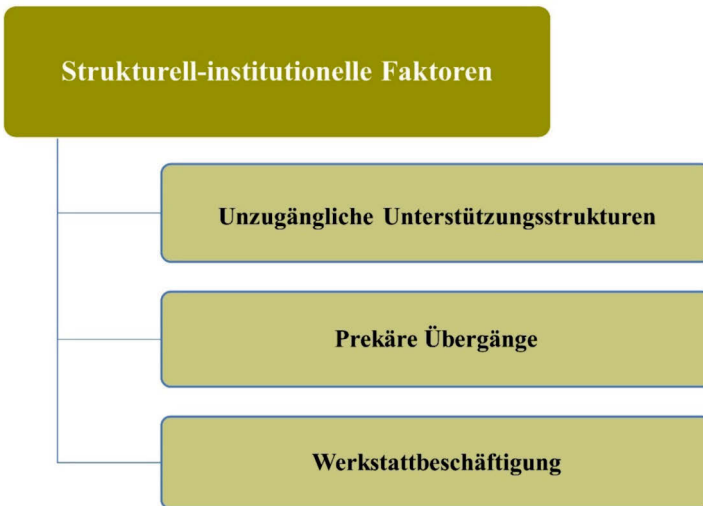 Strukturell-institutionelle Faktoren
Unzugängliche Unterstützungsstrukturen
Prekäre Übergänge
Werkstattbeschäftigung